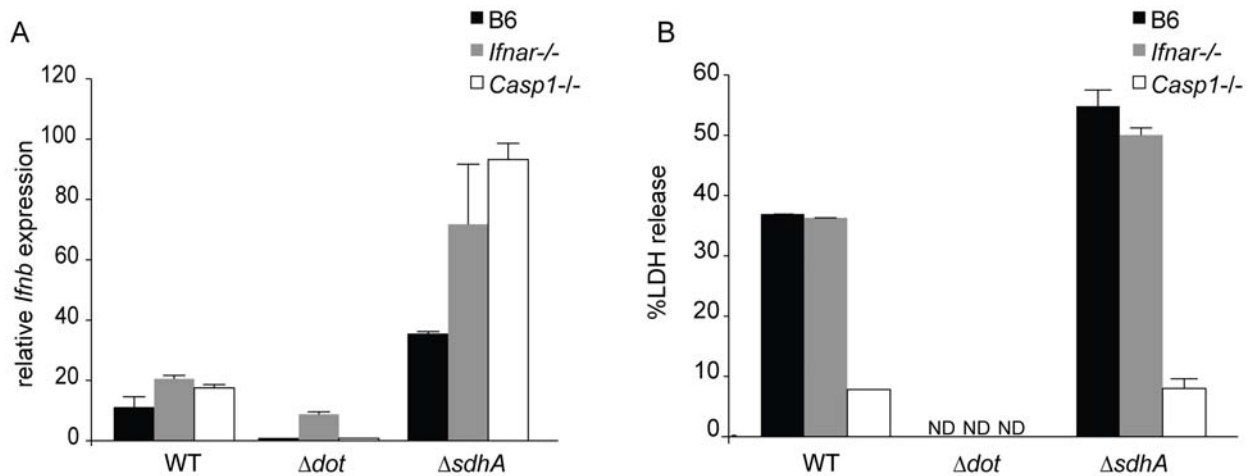 A
B6
Ifnar-/-
Casp1-/-
relative Ifnb expression
120
100
80
60
40
20
0
WT
Δdot
ΔsdhA
B
B6
Ifnar-/-
Casp1-/-
%LDH release
60
50
40
30
20
10
0
ND ND ND
WT
Δdot
ΔsdhA